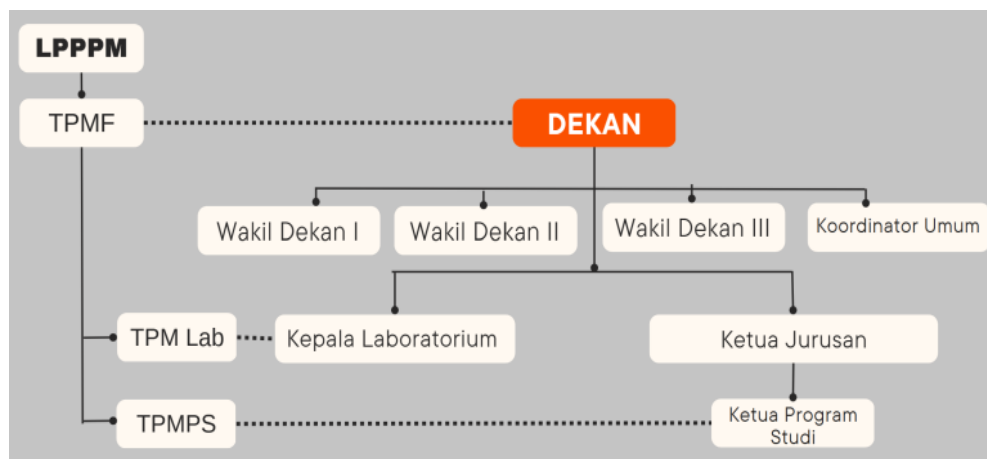 LPPPM
TPMF
DEKAN
Wakil Dekan I
Wakil Dekan II
Wakil Dekan III
Koordinator Umum
TPM Lab
Kepala Laboratorium
Ketua Jurusan
TPMPS
Ketua Program
Studi